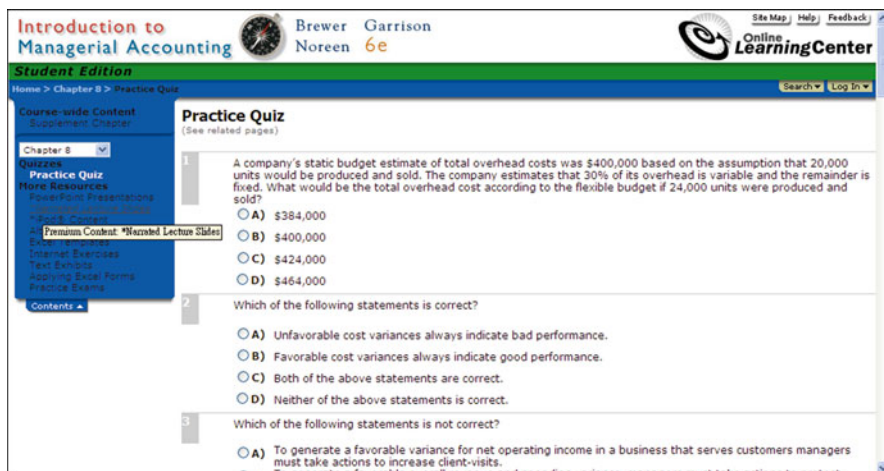 Introduction to
Managerial Accounting
Brewer Garrison
Noreen 6e
Site Map Help Feedback
Online
LearningCenter
Student Edition
Home > Chapter 8 > Practice Quiz
Search Log In
Course-wide Content
Supplement Chapter
Chapter 8
Quizzes
Practice Quiz
More Resources
PowerPoint Presentations
*iPod® Content
Premium Content: *Narrated Lecture Slides
Excel Templates
Internet Exercises
Text Exhibits
Applying Excel Forms
Practice Exams
Contents
Practice Quiz
(See related pages)
1
A company's static budget estimate of total overhead costs was $400,000 based on the assumption that 20,000
units would be produced and sold. The company estimates that 30% of its overhead is variable and the remainder is
fixed. What would be the total overhead cost according to the flexible budget if 24,000 units were produced and
sold?
A) $384,000
B) $400,000
C) $424,000
D) $464,000
2
Which of the following statements is correct?
A) Unfavorable cost variances always indicate bad performance.
B) Favorable cost variances always indicate good performance.
C) Both of the above statements are correct.
D) Neither of the above statements is correct.
3
Which of the following statements is not correct?
A) To generate a favorable variance for net operating income in a business that serves customers managers
must take actions to increase client-visits.